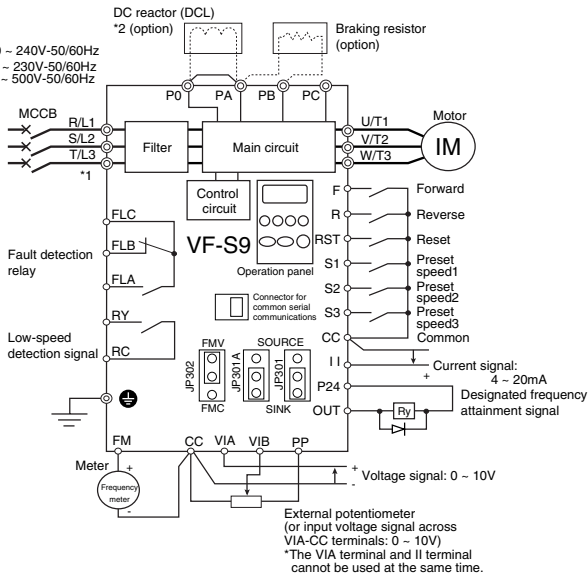 DC reactor (DCL)
*2 (option)
Braking resistor
(option)
~ 240V-50/60Hz
~ 230V-50/60Hz
~ 500V-50/60Hz
P0
PA
PB
PC
MCCB
R/L1
S/L2
T/L3
*1
Filter
Main circuit
U/T1
V/T2
W/T3
Motor
IM
Control
circuit
FLC
FLB
FLA
Fault detection
relay
VF-S9
Operation panel
F
Forward
R
Reverse
RST
Reset
S1
Preset
speed1
S2
Preset
speed2
S3
Preset
speed3
CC
Common
RY
RC
Low-speed
detection signal
Connector for
common serial
communications
FMV
JP302
FMC
SOURCE
JP301A
JP301
SINK
II
Current signal:
+
4 ~ 20mA
P24
Designated frequency
attainment signal
OUT
Ry
FM
CC
VIA
VIB
PP
Meter
+
Frequency
meter
-
+
Voltage signal: 0 ~ 10V
-
External potentiometer
(or input voltage signal across
VIA-CC terminals: 0 ~ 10V)
*The VIA terminal and II terminal
cannot be used at the same time.